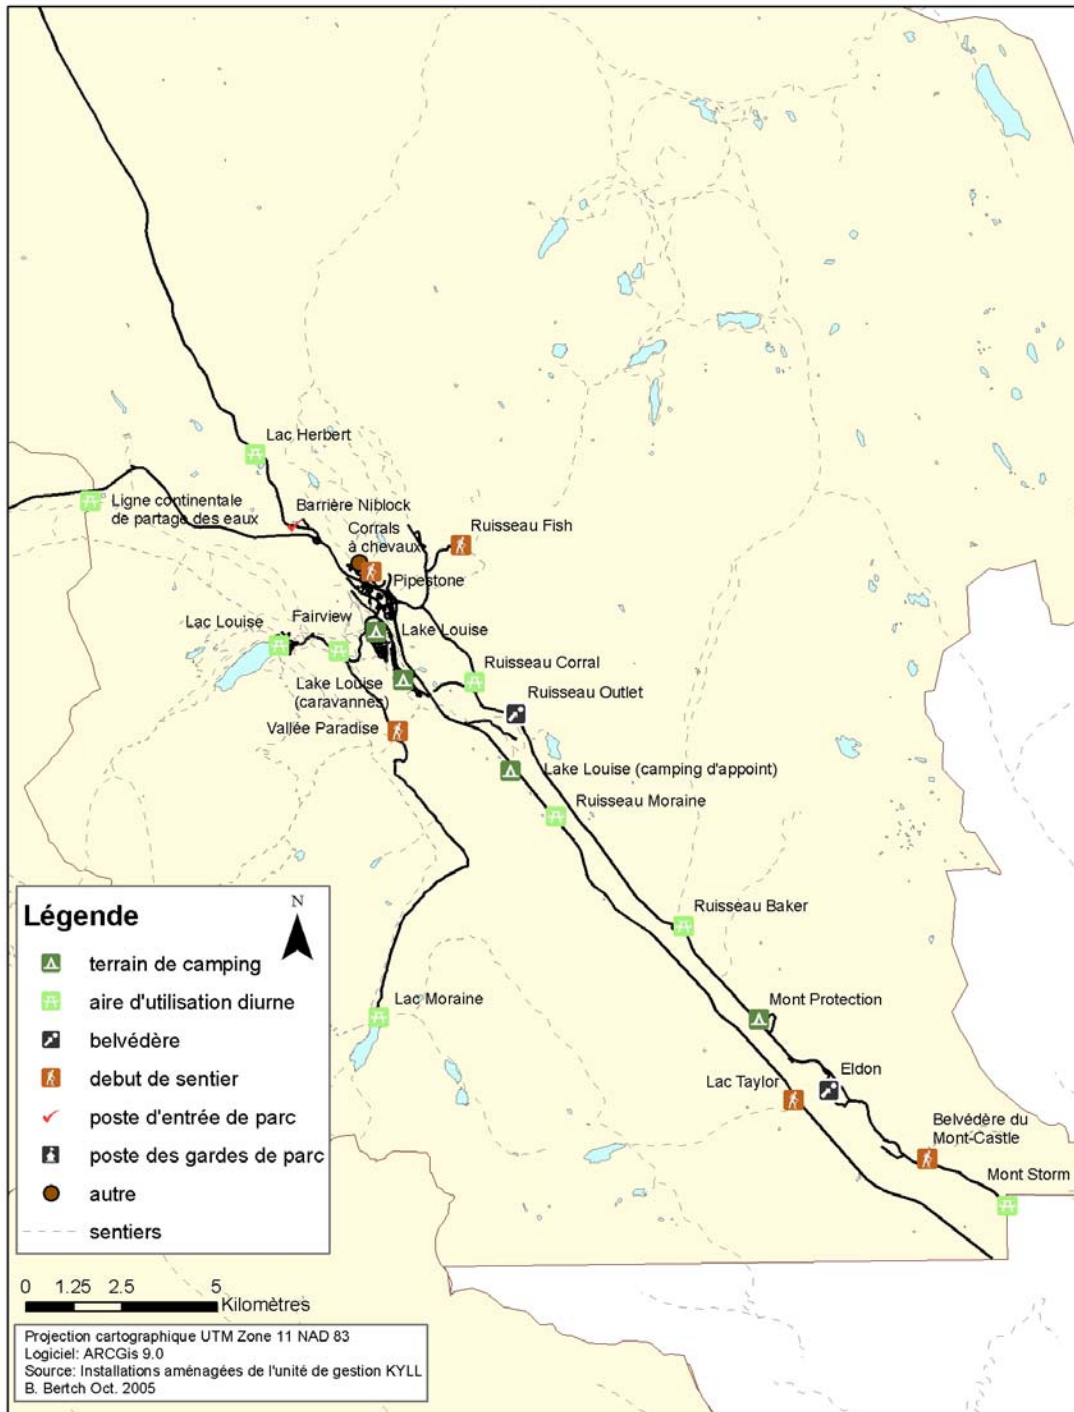 Lac Herbert
Ligne continentale
de partage des eaux
Barrière Niblock
Corrals
à chevaux
Ruisseau Fish
Pipestone
Lac Louise
Fairview
Lake Louise
Ruisseau Corral
Lake Louise
(caravannes)
Ruisseau Outlet
Vallée Paradise
Lake Louise (camping d'appoint)
Ruisseau Moraine
Ruisseau Baker
Lac Moraine
Mont Protection
Eldon
Lac Taylor
Belvédère du
Mont-Castle
Mont Storm
Légende
N
terrain de camping
aire d'utilisation diurne
belvédère
debut de sentier
poste d'entrée de parc
poste des gardes de parc
autre
sentiers
0 1.25 2.5 5
Kilomètres
Projection cartographique UTM Zone 11 NAD 83
Logiciel: ARCGis 9.0
Source: Installations aménagées de l'unité de gestion KYLL
B. Bertch Oct. 2005